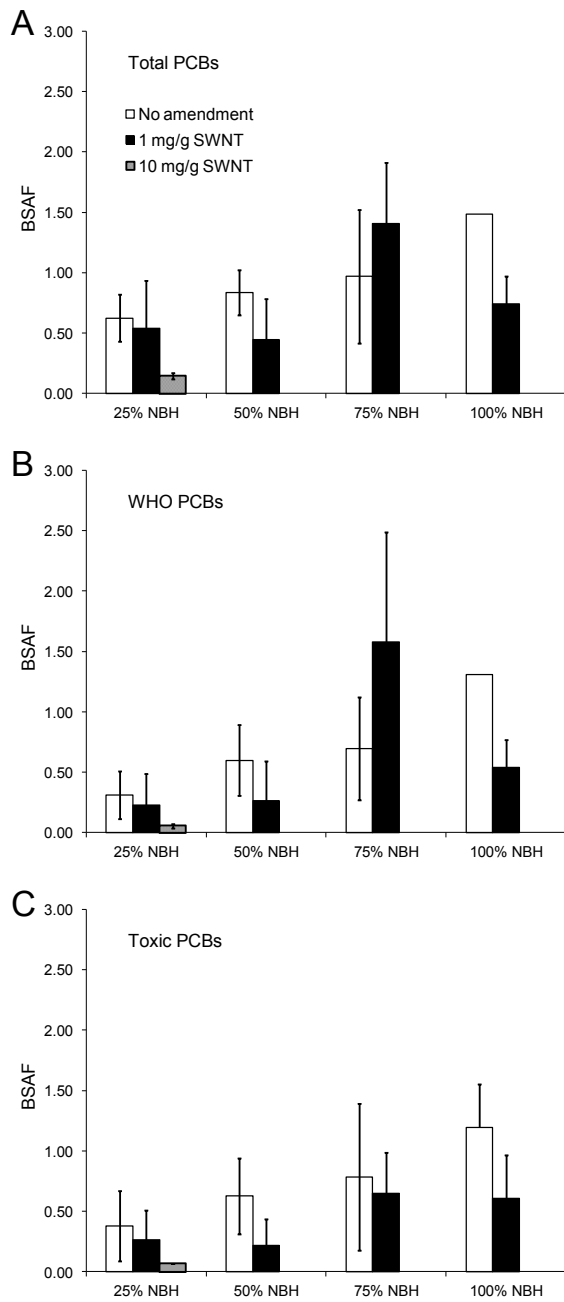 A
3.00
Total PCBs
2.50
No amendment
1 mg/g SWNT
2.00
10 mg/g SWNT
BSAF
1.50
1.00
0.50
0.00
25% NBH 50% NBH 75% NBH 100% NBH
B
3.00
WHO PCBs
2.50
2.00
BSAF
1.50
1.00
0.50
0.00
25% NBH 50% NBH 75% NBH 100% NBH
C
3.00
Toxic PCBs
2.50
2.00
BSAF
1.50
1.00
0.50
0.00
25% NBH 50% NBH 75% NBH 100% NBH